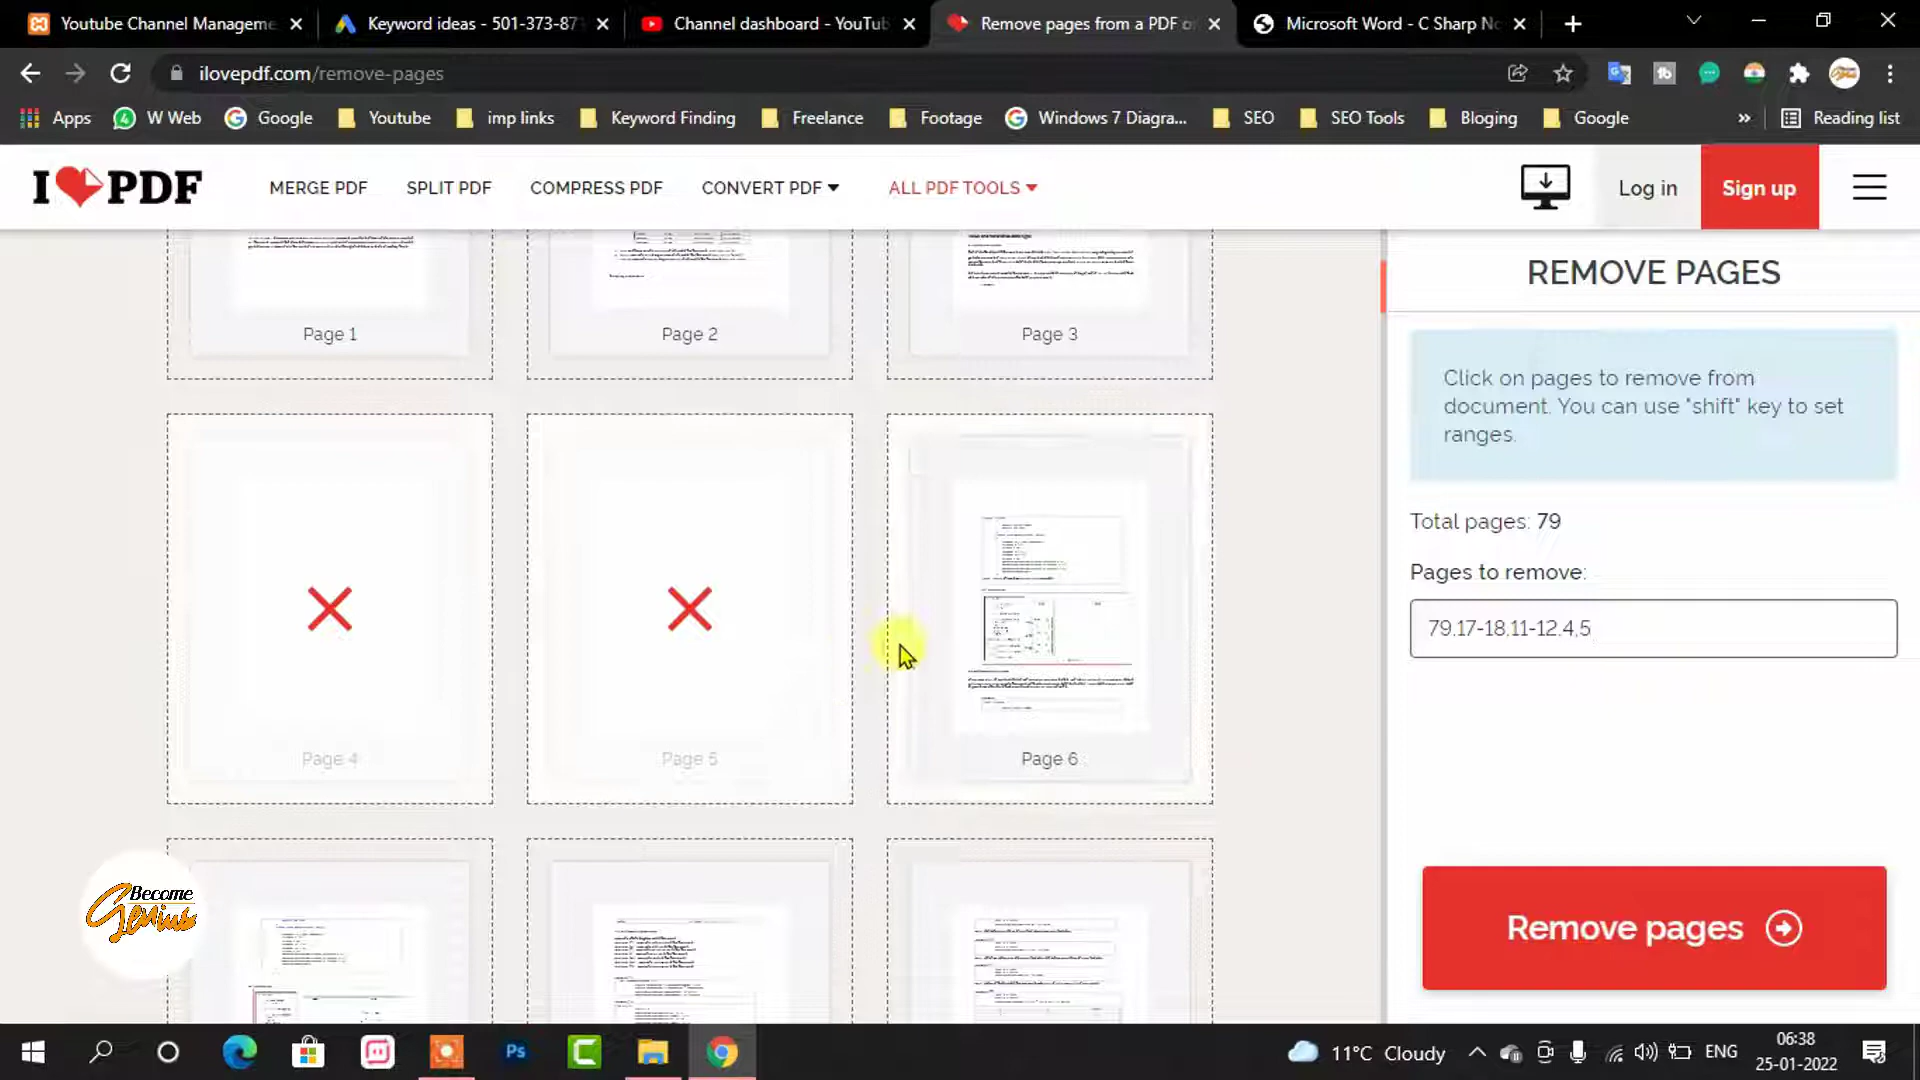 Youtube Channel Manageme
Keyword ideas - 501-373-871
Channel dashboard - YouTub
Remove pages from a PDF o
Microsoft Word - C Sharp No
ilovepdf.com/remove-pages
Apps
W Web
Google
Youtube
imp links
Keyword Finding
Freelance
Footage
Windows 7 Diagra...
SEO
SEO Tools
Bloging
Google
»
Reading list
I PDF
MERGE PDF
SPLIT PDF
COMPRESS PDF
CONVERT PDF
ALL PDF TOOLS
Log in
Sign up
Page 1
Page 2
Page 3
Page 4
Page 5
Page 6
REMOVE PAGES
Click on pages to remove from
document. You can use "shift" key to set
ranges.
Total pages: 79
Pages to remove:
79,17-18,11-12,4,5
Remove pages
Become
Genius
Ps
11°C Cloudy
ENG
06:38
25-01-2022